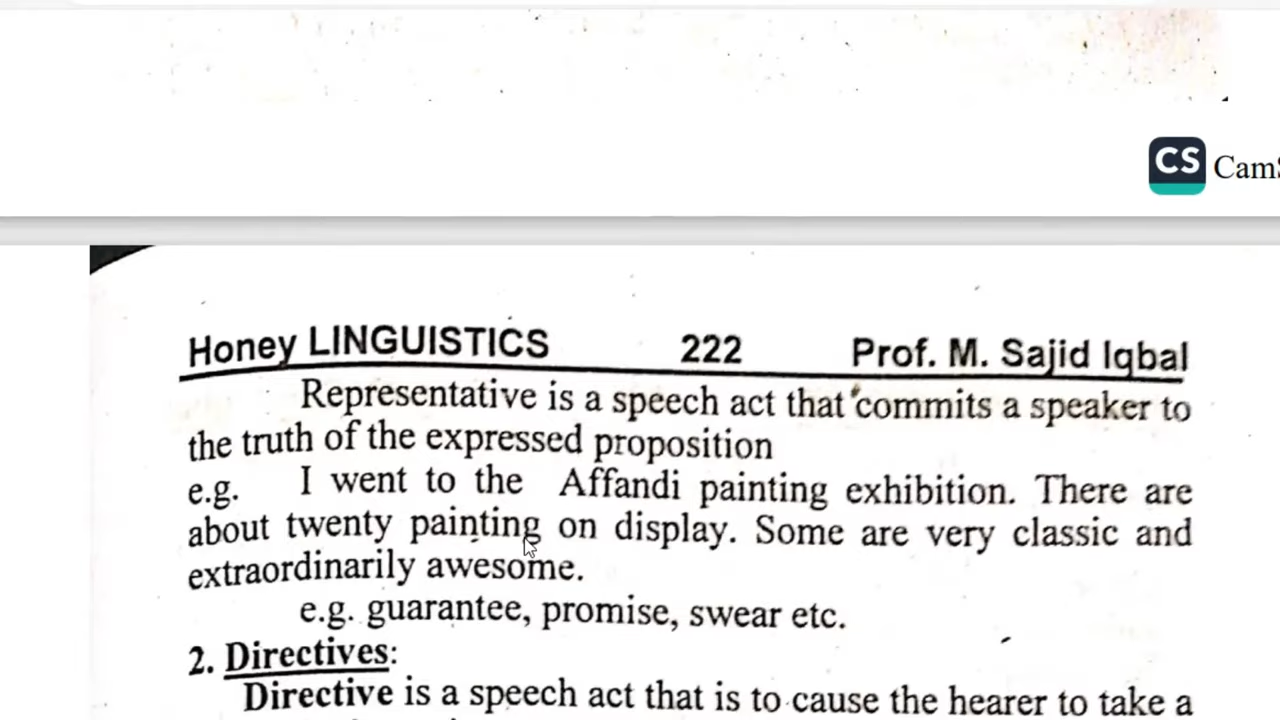 CS Cam
Honey LINGUISTICS 222 Prof. M. Sajid Iqbal
Representative is a speech act that commits a speaker to
the truth of the expressed proposition
e.g. I went to the Affandi painting exhibition. There are
about twenty painting on display. Some are very classic and
extraordinarily awesome.
e.g. guarantee, promise, swear etc.
2. Directives:
Directive is a speech act that is to cause the hearer to take a